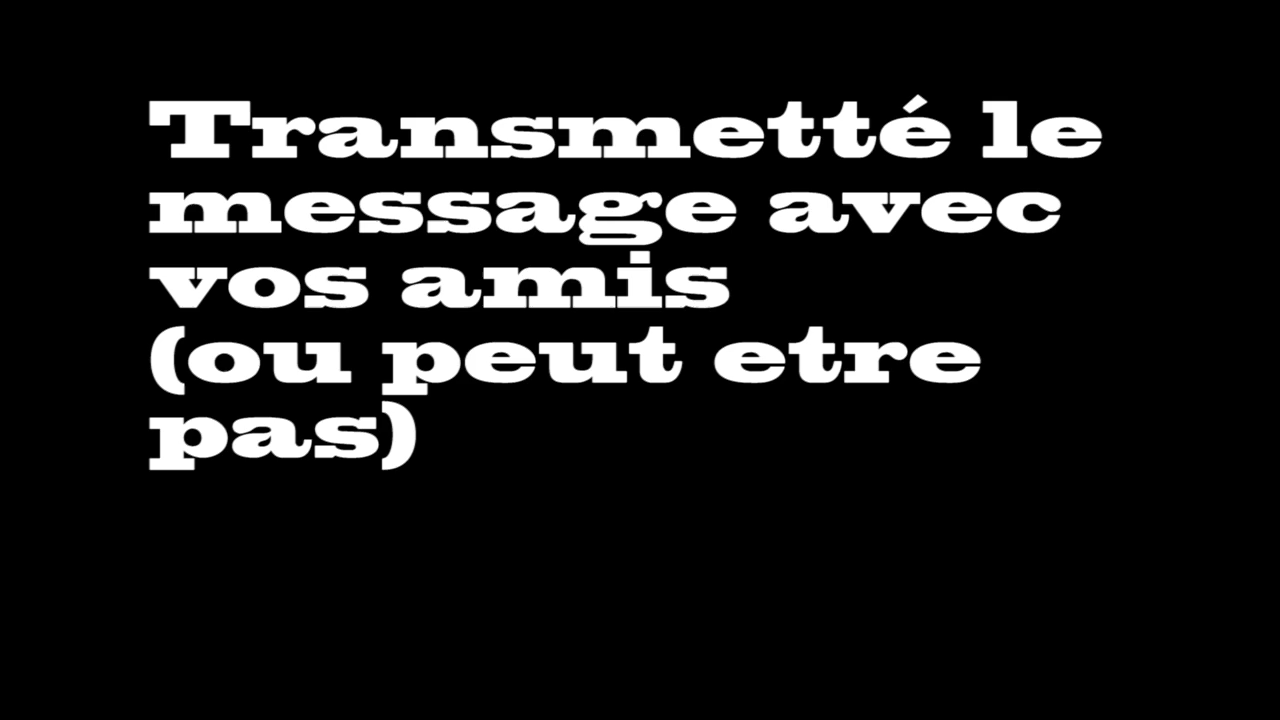 Transmetté le
message avec
vos amis
(ou peut etre
pas)